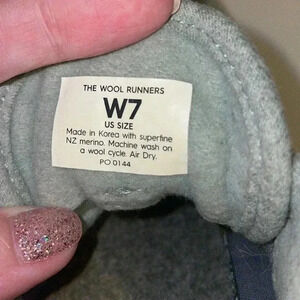 THE WOOL RUNNERS
W7
US SIZE
Made in Korea with superfine
NZ merino. Machine wash on
a wool cycle. Air Dry.
PO 0144